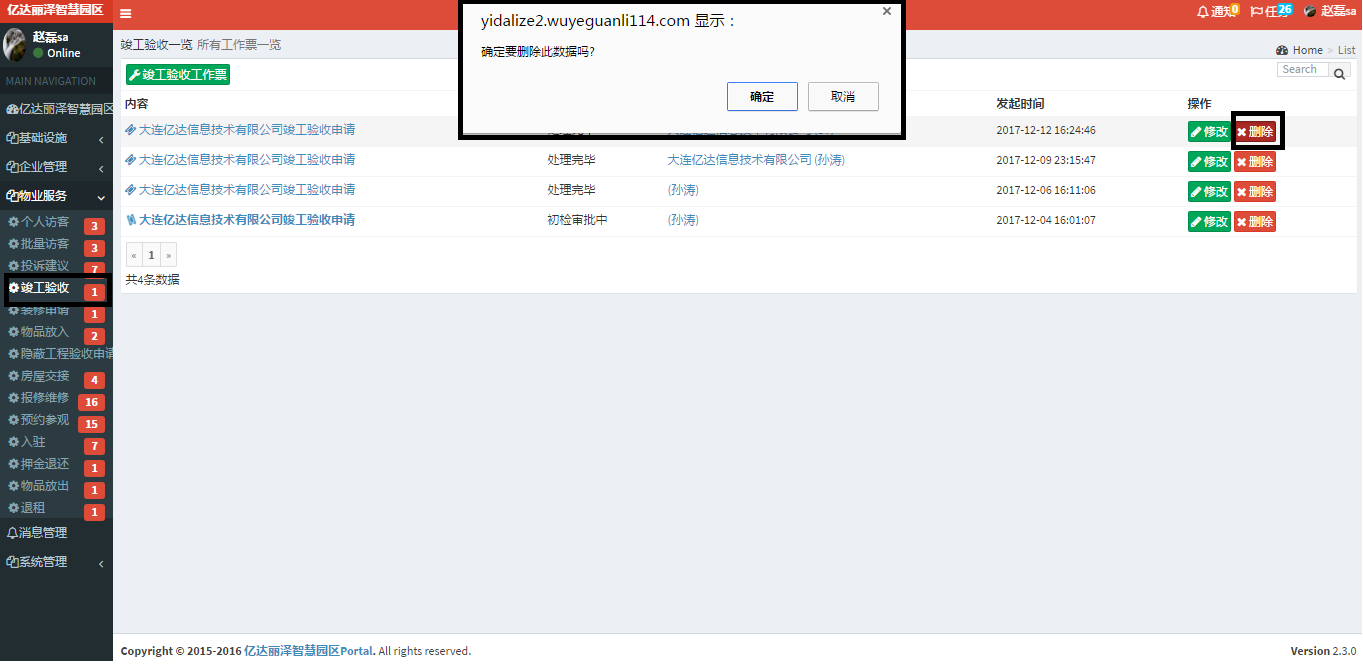 亿达丽泽智慧园区
通知 0
任务 26
赵磊sa
赵磊sa
Online
MAIN NAVIGATION
亿达丽泽智慧园区
基础设施
企业管理
物业服务
个人访客 3
批量访客 3
投诉建议 7
竣工验收 1
装修申请 1
物品放入 2
隐蔽工程验收申请
房屋交接 4
报修维修 16
预约参观 15
入驻 7
押金退还 1
物品放出 1
退租 1
消息管理
系统管理
yidalize2.wuyeguanli114.com 显示：
确定要删除此数据吗?
确定 取消
竣工验收一览 所有工作票一览
Home > List
竣工验收工作票
Search
内容 发起时间 操作
大连亿达信息技术有限公司竣工验收申请 2017-12-12 16:24:46 修改 删除
大连亿达信息技术有限公司竣工验收申请 处理完毕 大连亿达信息技术有限公司 (孙涛) 2017-12-09 23:15:47 修改 删除
大连亿达信息技术有限公司竣工验收申请 处理完毕 (孙涛) 2017-12-06 16:11:06 修改 删除
大连亿达信息技术有限公司竣工验收申请 初检审批中 (孙涛) 2017-12-04 16:01:07 修改 删除
« 1 »
共4条数据
Copyright © 2015-2016 亿达丽泽智慧园区Portal. All rights reserved.
Version 2.3.0